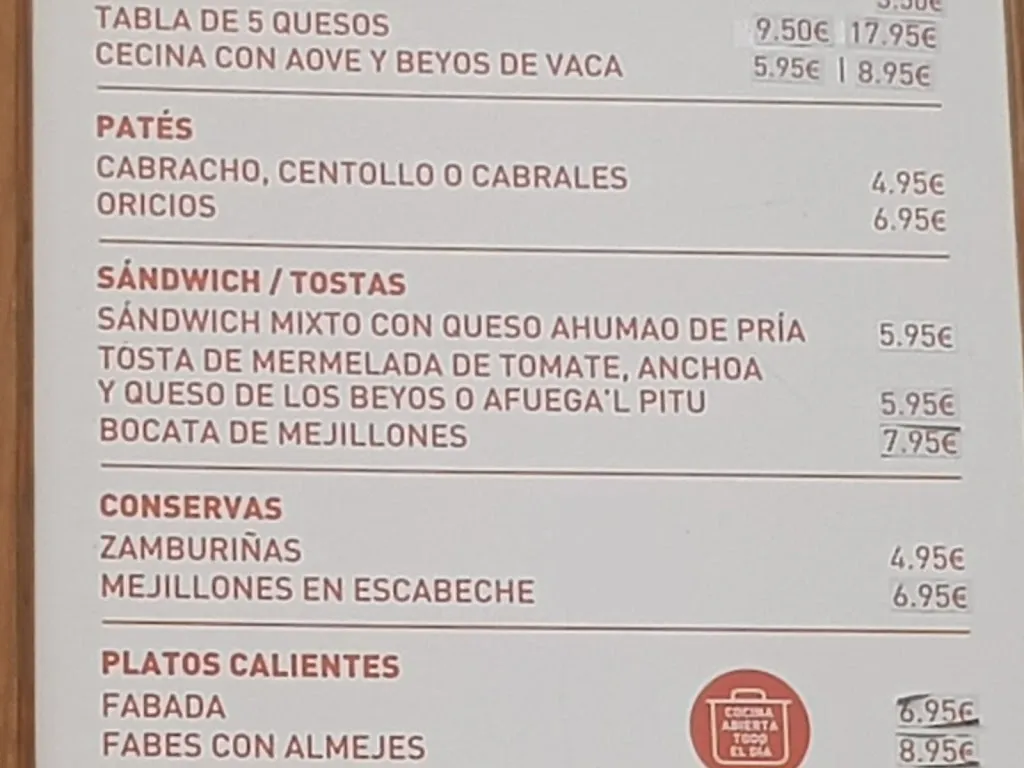 TABLA DE 5 QUESOS 9.50€ 17.95€
CECINA CON AOVE Y BEYOS DE VACA 5.95€ | 8.95€
PATÉS
CABRACHO, CENTOLLO O CABRALES 4.95€
ORICIOS 6.95€
SÁNDWICH / TOSTAS
SÁNDWICH MIXTO CON QUESO AHUMAO DE PRÍA 5.95€
TOSTA DE MERMELADA DE TOMATE, ANCHOA
Y QUESO DE LOS BEYOS O AFUEGA'L PITU 5.95€
BOCATA DE MEJILLONES 7.95€
CONSERVAS
ZAMBURIÑAS 4.95€
MEJILLONES EN ESCABECHE 6.95€
PLATOS CALIENTES
FABADA 6.95€
FABES CON ALMEJES 8.95€
COCINA
ABIERTA
TODO
EL DÍA